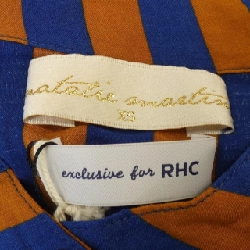 natalie martin
XS
exclusive for RHC